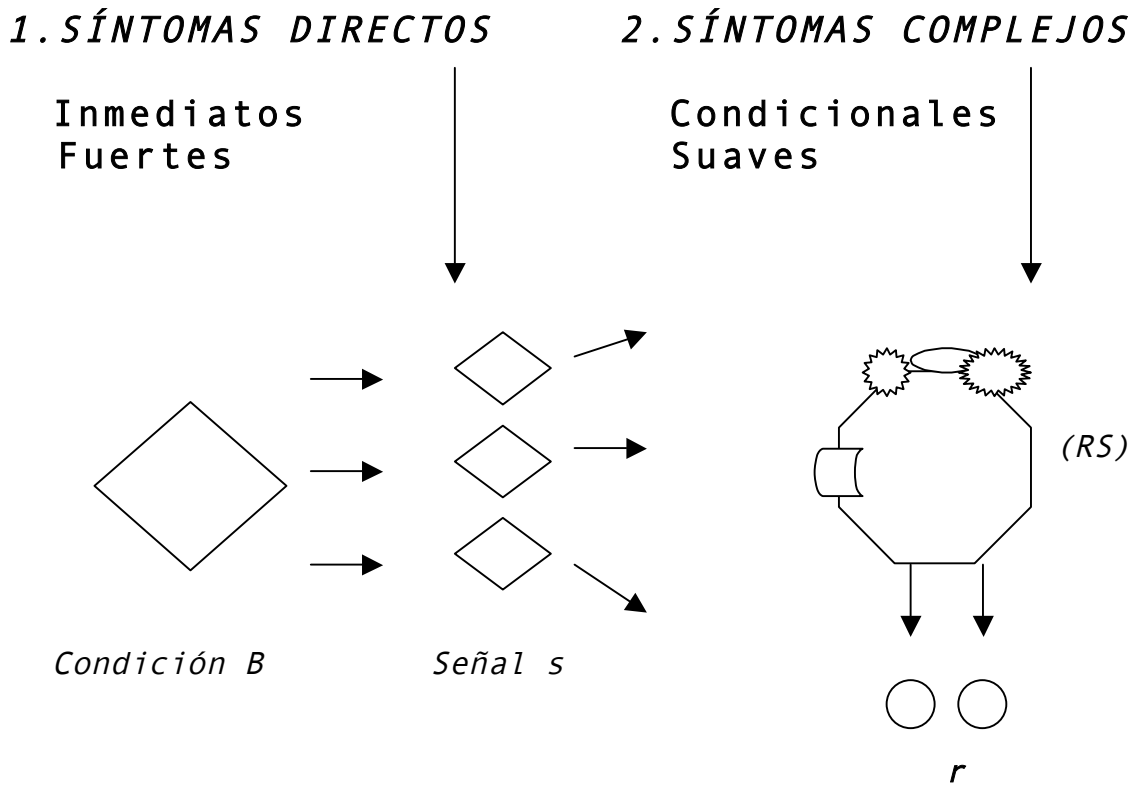 1.SÍNTOMAS DIRECTOS
2.SÍNTOMAS COMPLEJOS
Inmediatos
Fuertes
Condicionales
Suaves
(RS)
Condición B
Señal s
r